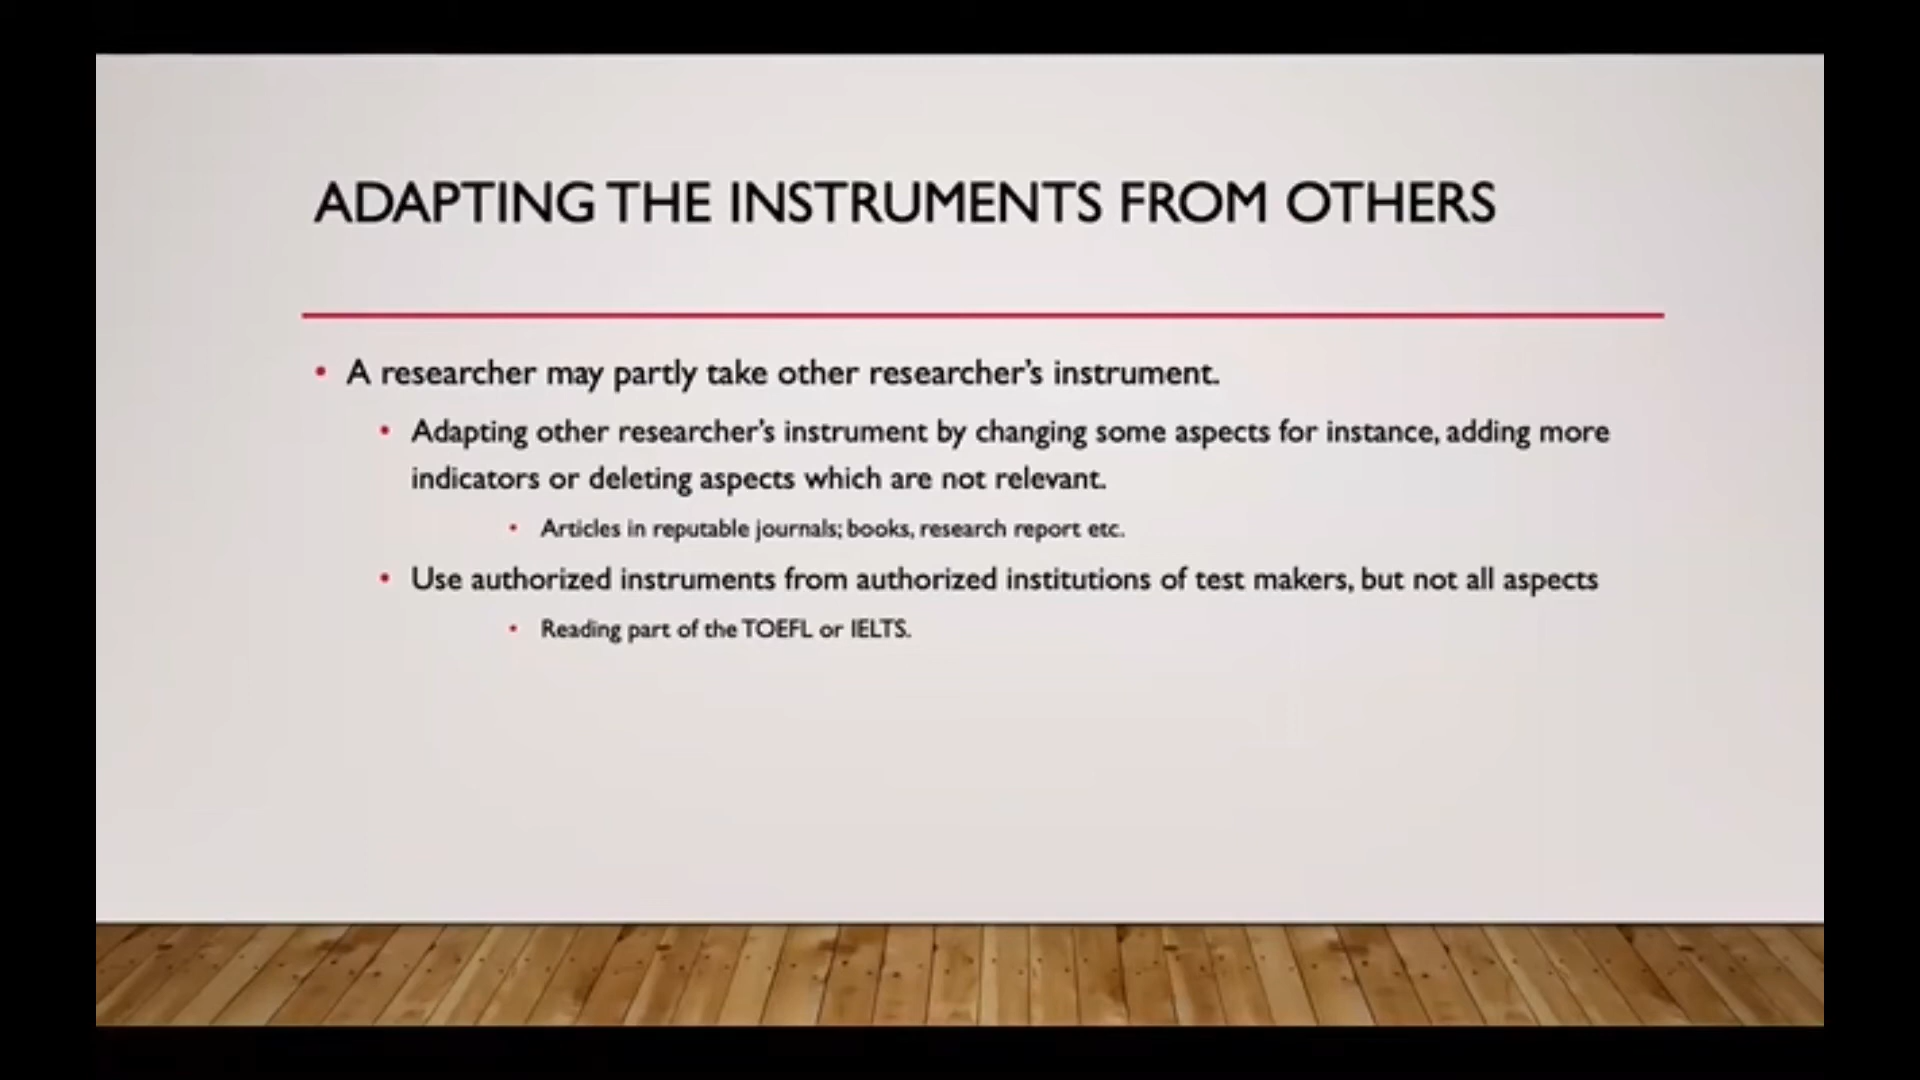 ADAPTING THE INSTRUMENTS FROM OTHERS
• A researcher may partly take other researcher's instrument.
• Adapting other researcher's instrument by changing some aspects for instance, adding more
indicators or deleting aspects which are not relevant.
• Articles in reputable journals; books, research report etc.
• Use authorized instruments from authorized institutions of test makers, but not all aspects
• Reading part of the TOEFL or IELTS.